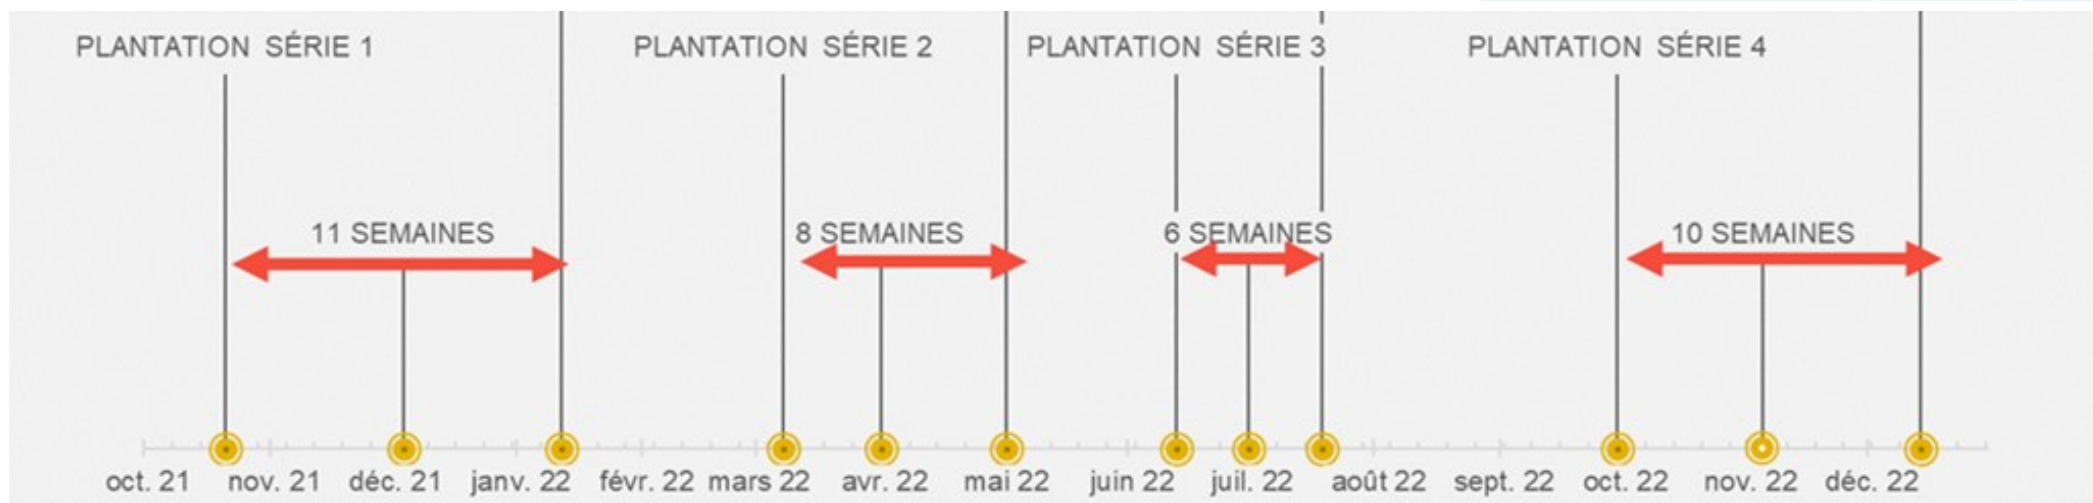 PLANTATION SÉRIE 1
PLANTATION SÉRIE 2
PLANTATION SÉRIE 3
PLANTATION SÉRIE 4
11 SEMAINES
8 SEMAINES
6 SEMAINES
10 SEMAINES
oct. 21 nov. 21 déc. 21 janv. 22 févr. 22 mars 22 avr. 22 mai 22 juin 22 juil. 22 août 22 sept. 22 oct. 22 nov. 22 déc. 22